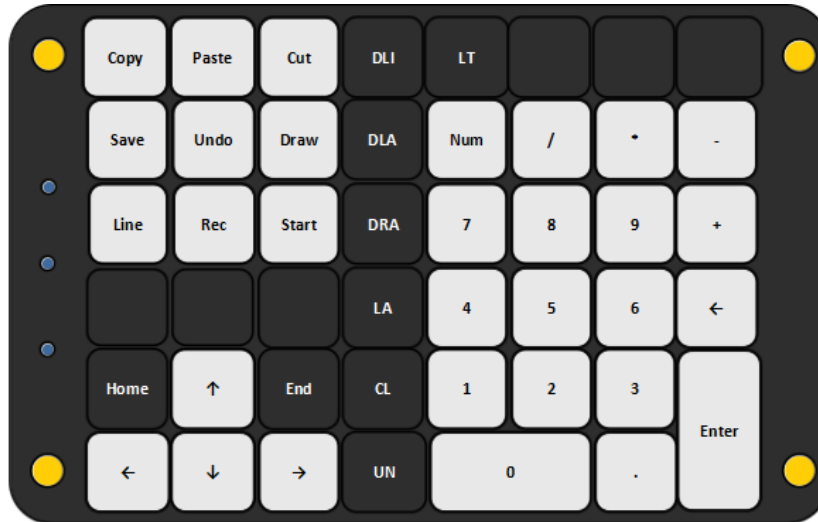 Copy Paste Cut DLI LT
Save Undo Draw DLA Num / * -
Line Rec Start DRA 7 8 9 +
LA 4 5 6 ←
Home ↑ End CL 1 2 3
Enter
← ↓ → UN 0 .